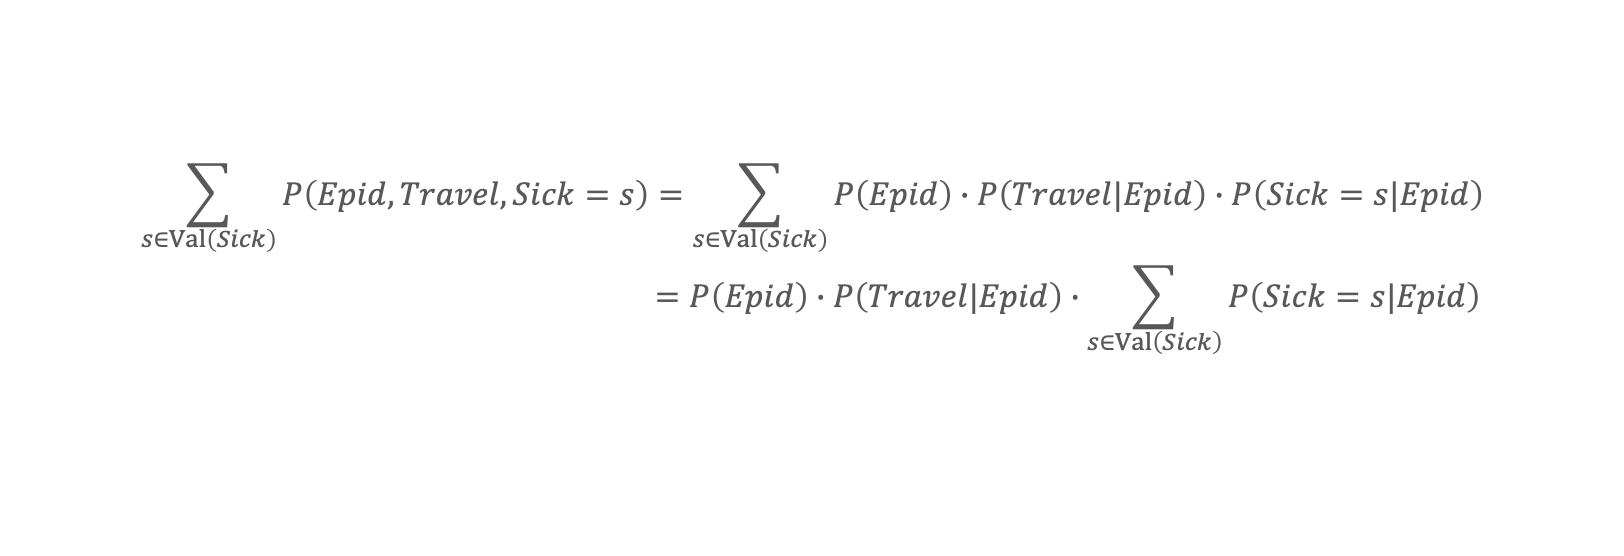 ∑_{s∈Val(Sick)} P(Epid, Travel, Sick = s) = ∑_{s∈Val(Sick)} P(Epid) · P(Travel|Epid) · P(Sick = s|Epid)
= P(Epid) · P(Travel|Epid) · ∑_{s∈Val(Sick)} P(Sick = s|Epid)